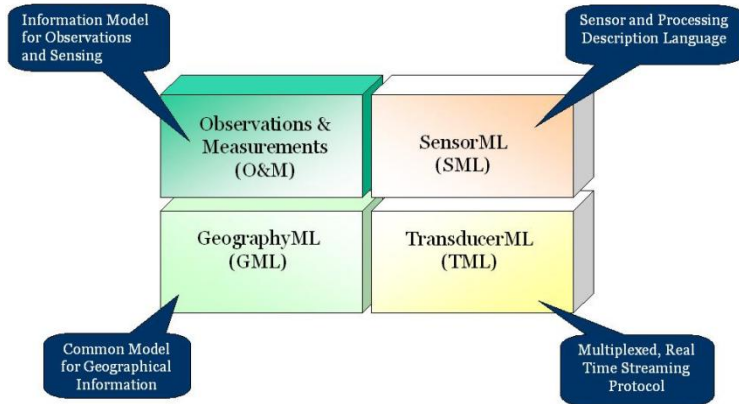 Information Model
for Observations
and Sensing
Sensor and Processing
Description Language
Observations &
Measurements
(O&M)
SensorML
(SML)
GeographyML
(GML)
TransducerML
(TML)
Common Model
for Geographical
Information
Multiplexed, Real
Time Streaming
Protocol